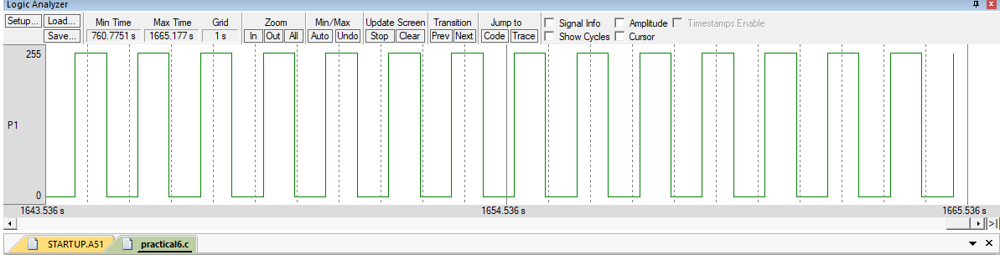 Logic Analyzer
Setup... Load... Min Time Max Time Grid Zoom Min/Max Update Screen Transition Jump to Signal Info Amplitude Timestamps Enable
Save... 760.7751 s 1665.177 s 1 s In Out All Auto Undo Stop Clear Prev Next Code Trace Show Cycles Cursor
255
P1
0
1643.536 s 1654.536 s 1665.536 s
STARTUP.A51 practical6.c